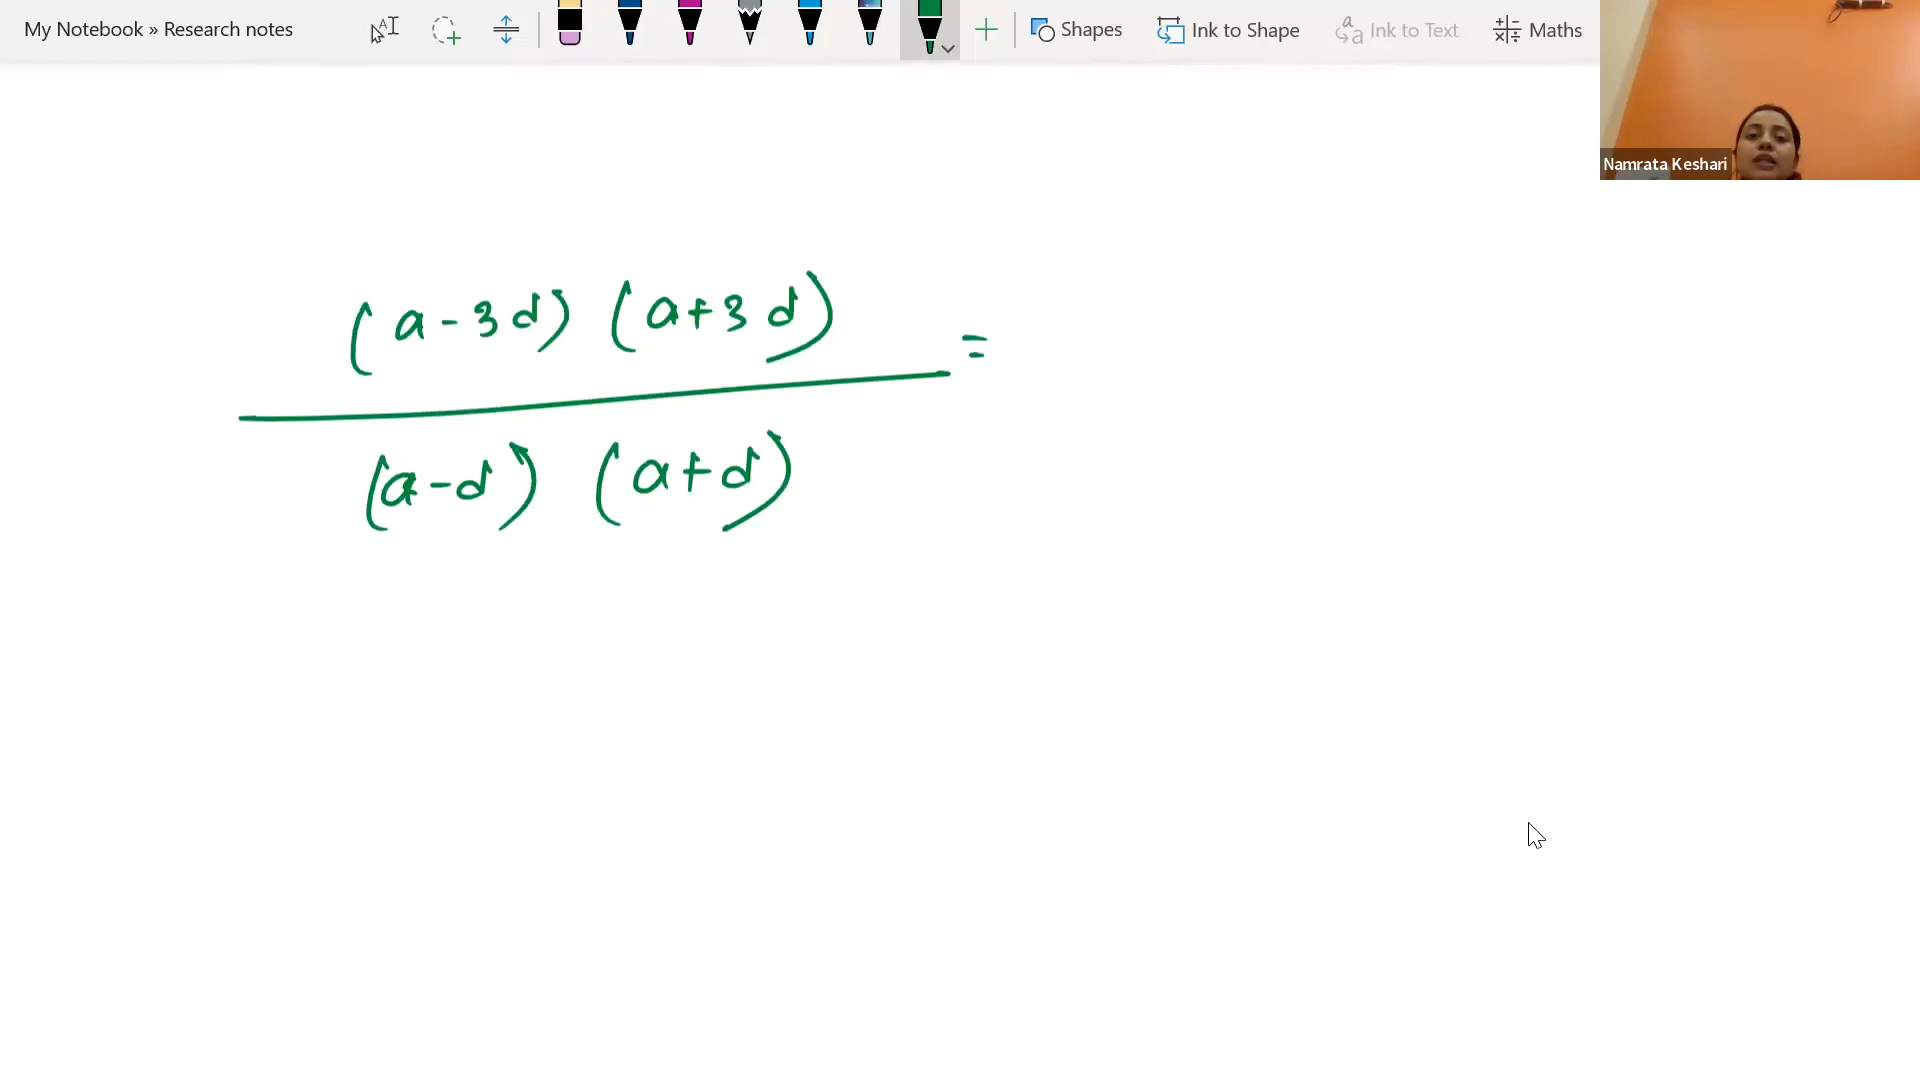 My Notebook » Research notes
Shapes
Ink to Shape
Ink to Text
Maths
Namrata Keshari
(a-3d) (a+3d) =
(a-d) (a+d)